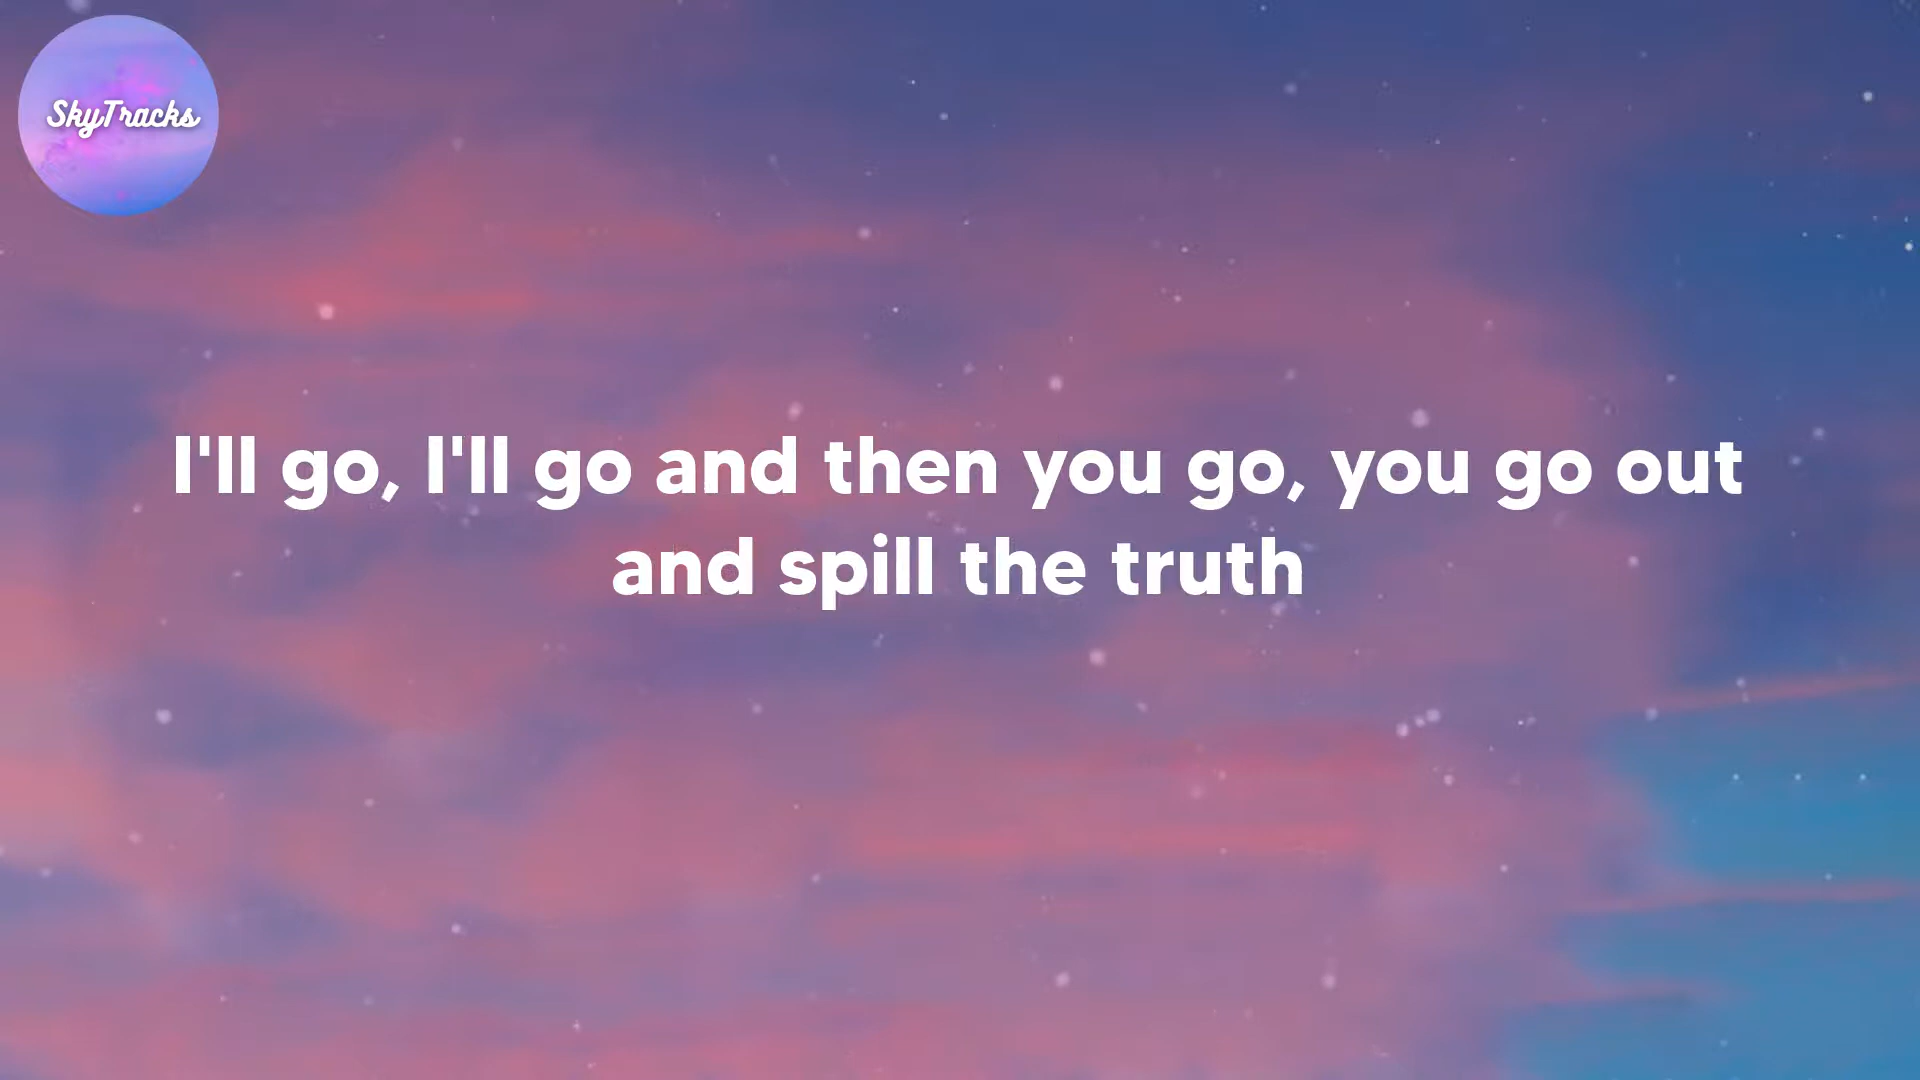 SkyTracks
I'll go, I'll go and then you go, you go out
and spill the truth